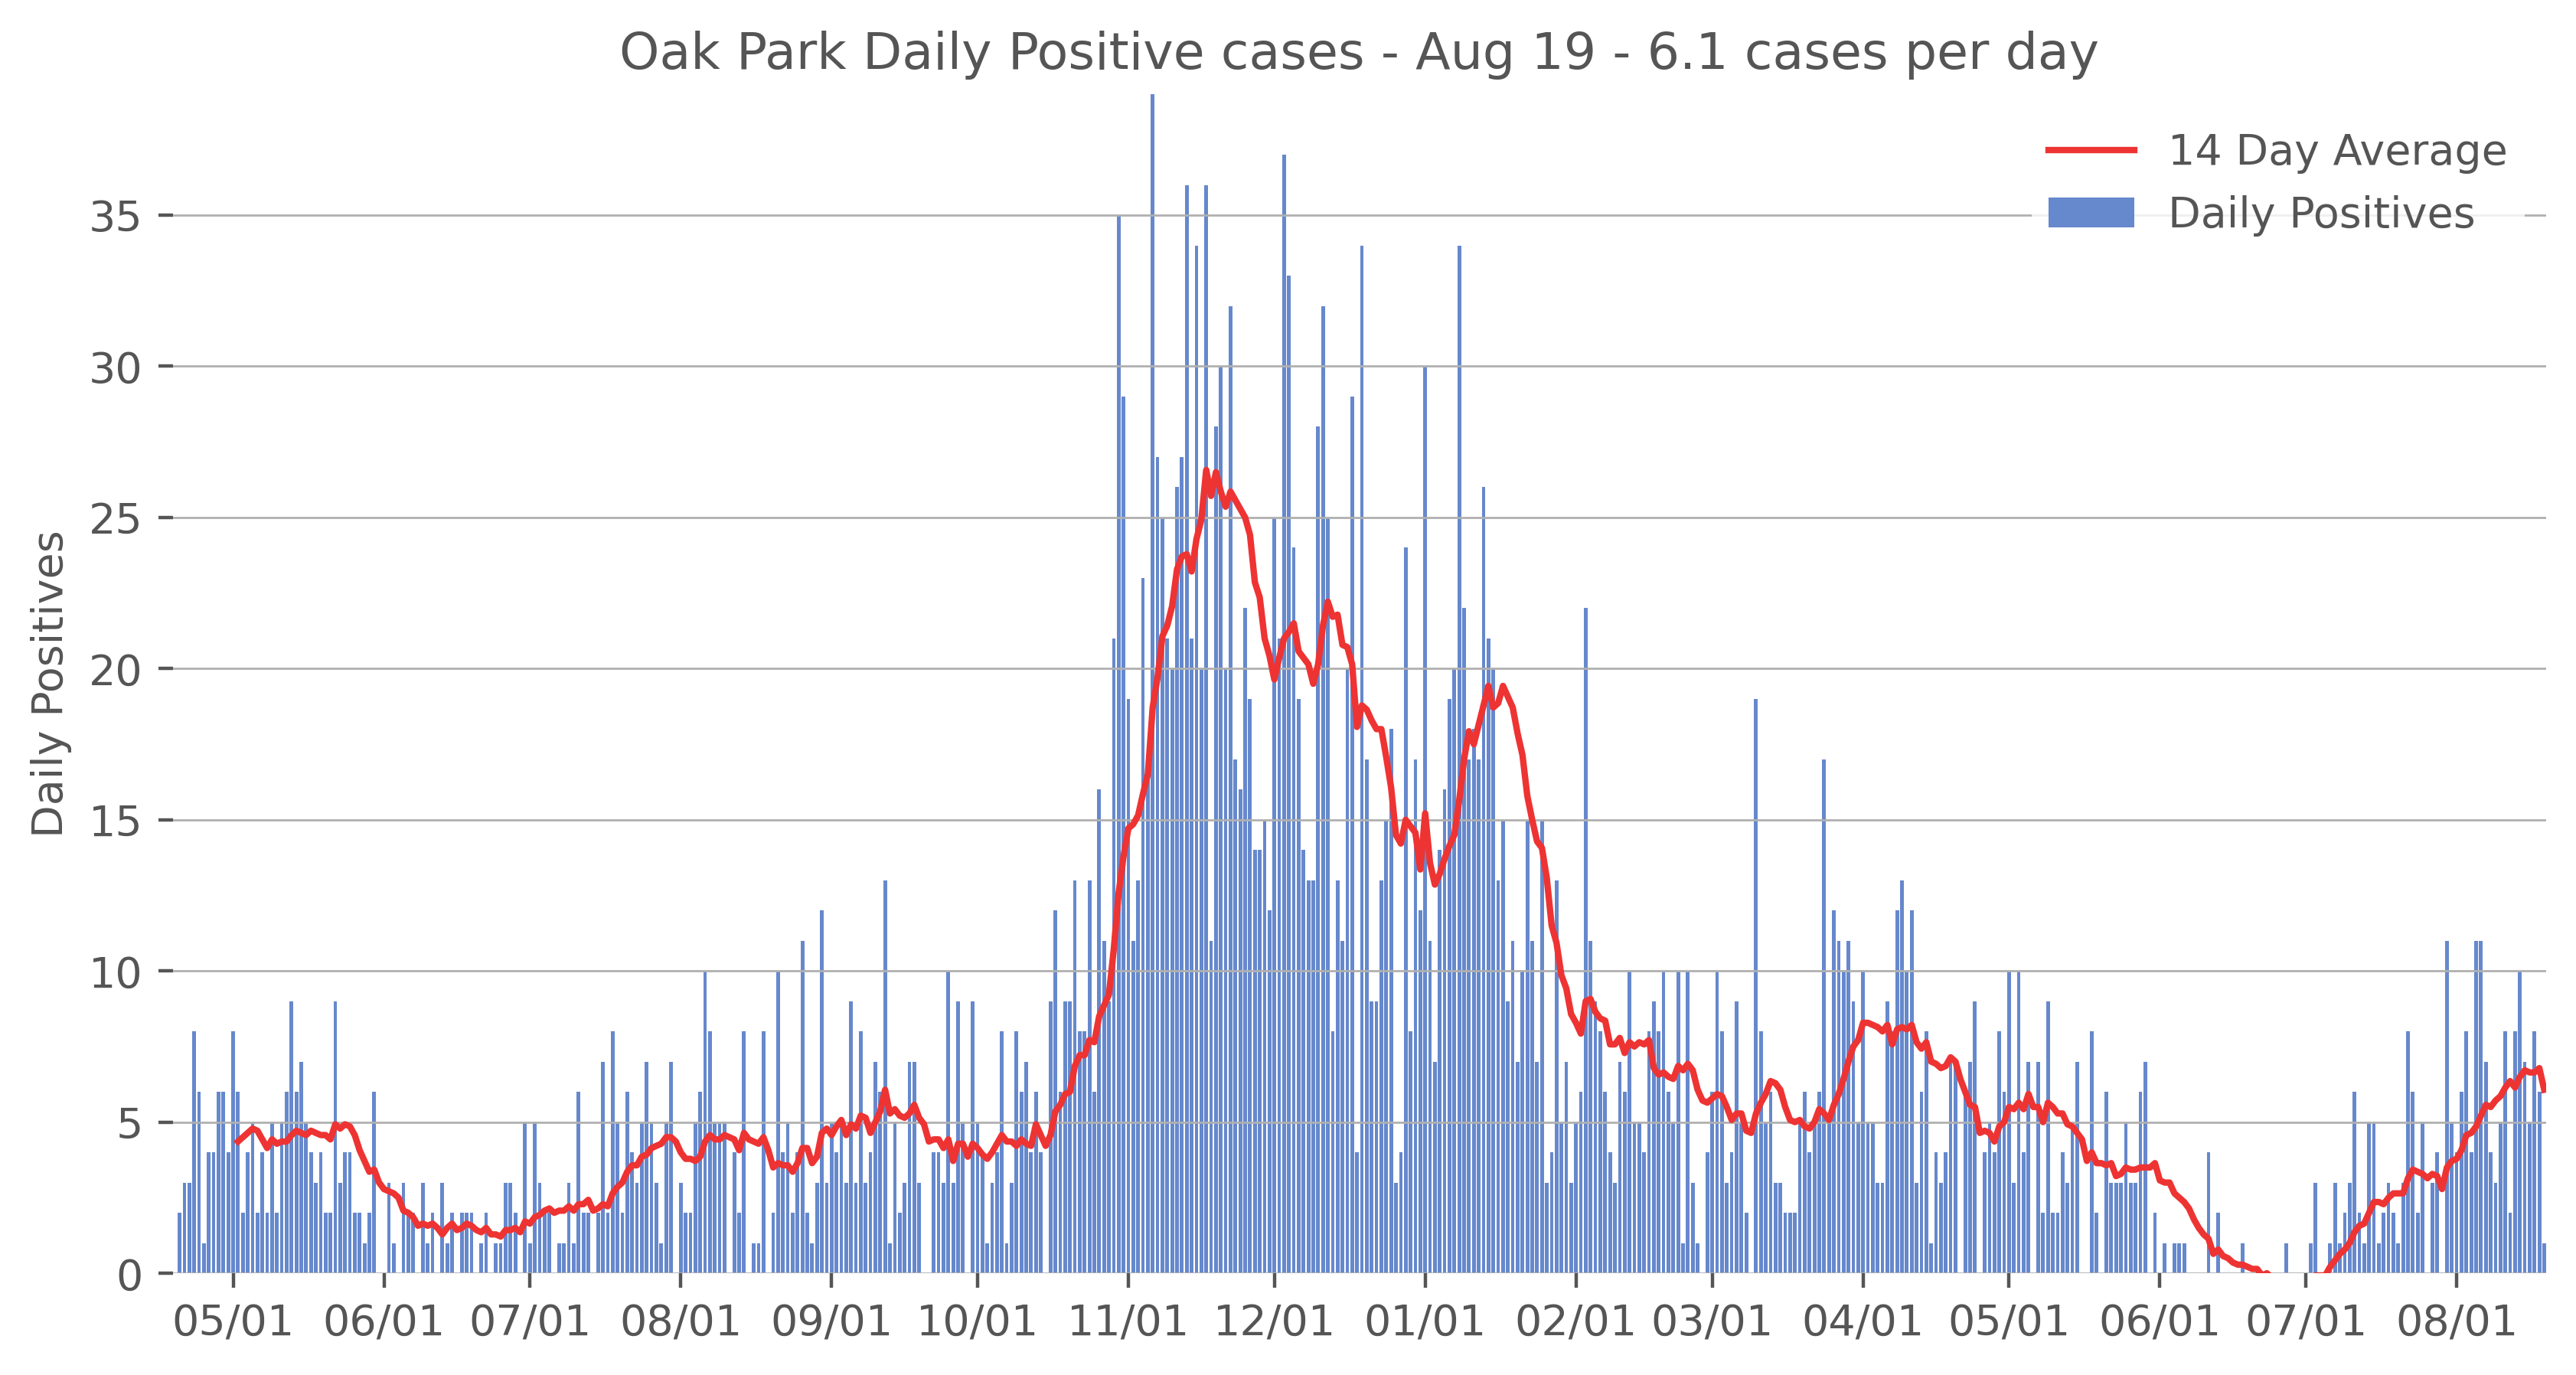 Oak Park Daily Positive cases - Aug 19 - 6.1 cases per day
14 Day Average
Daily Positives
Daily Positives
35
30
25
20
15
10
5
0
05/01 06/01 07/01 08/01 09/01 10/01 11/01 12/01 01/01 02/01 03/01 04/01 05/01 06/01 07/01 08/01